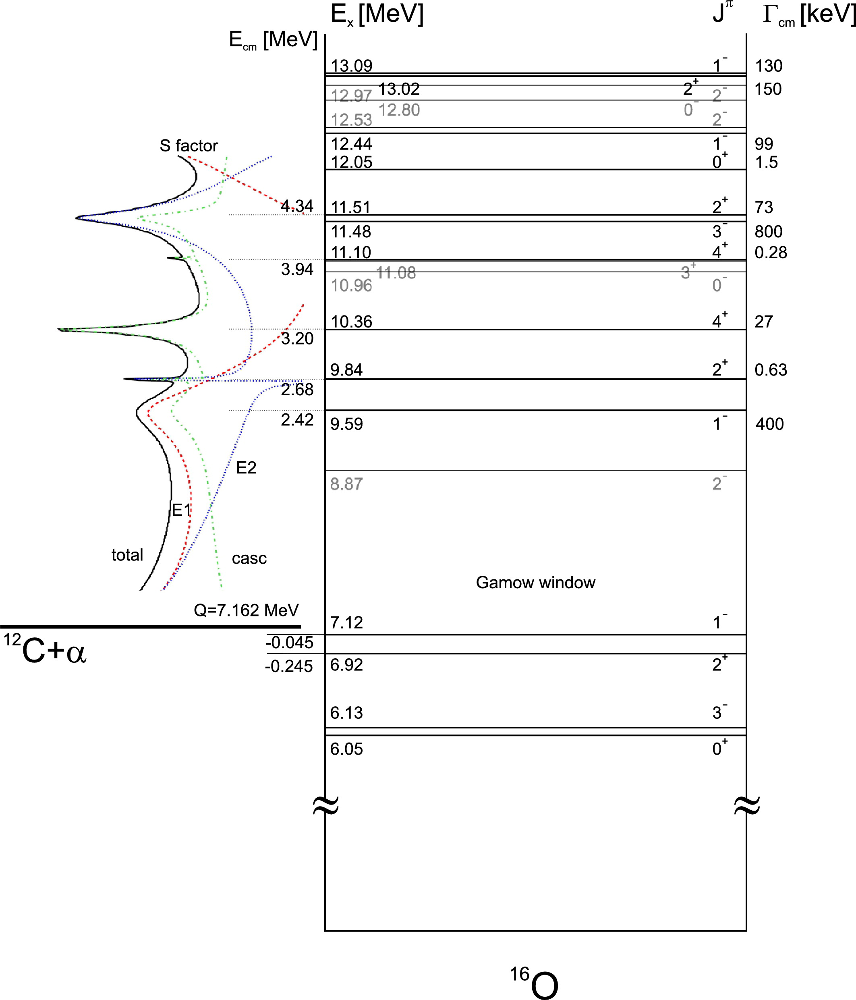 Eₓ [MeV] Jᵖⁱ Γcm [keV]
Ecm [MeV]
13.09 1⁻ 130
13.02 2⁺ 150
12.97 2⁻
12.80 0⁻
12.53 2⁻
S factor 12.44 1⁻ 99
12.05 0⁺ 1.5
4.34 11.51 2⁺ 73
11.48 3⁻ 800
11.10 4⁺ 0.28
3.94 11.08 3⁺
10.96 0⁻
10.36 4⁺ 27
3.20
9.84 2⁺ 0.63
2.68
2.42 9.59 1⁻ 400
E2
8.87 2⁻
E1
total casc
Gamow window
Q=7.162 MeV
7.12 1⁻
¹²C+α -0.045
-0.245 6.92 2⁺
6.13 3⁻
6.05 0⁺
≈ ≈
¹⁶O